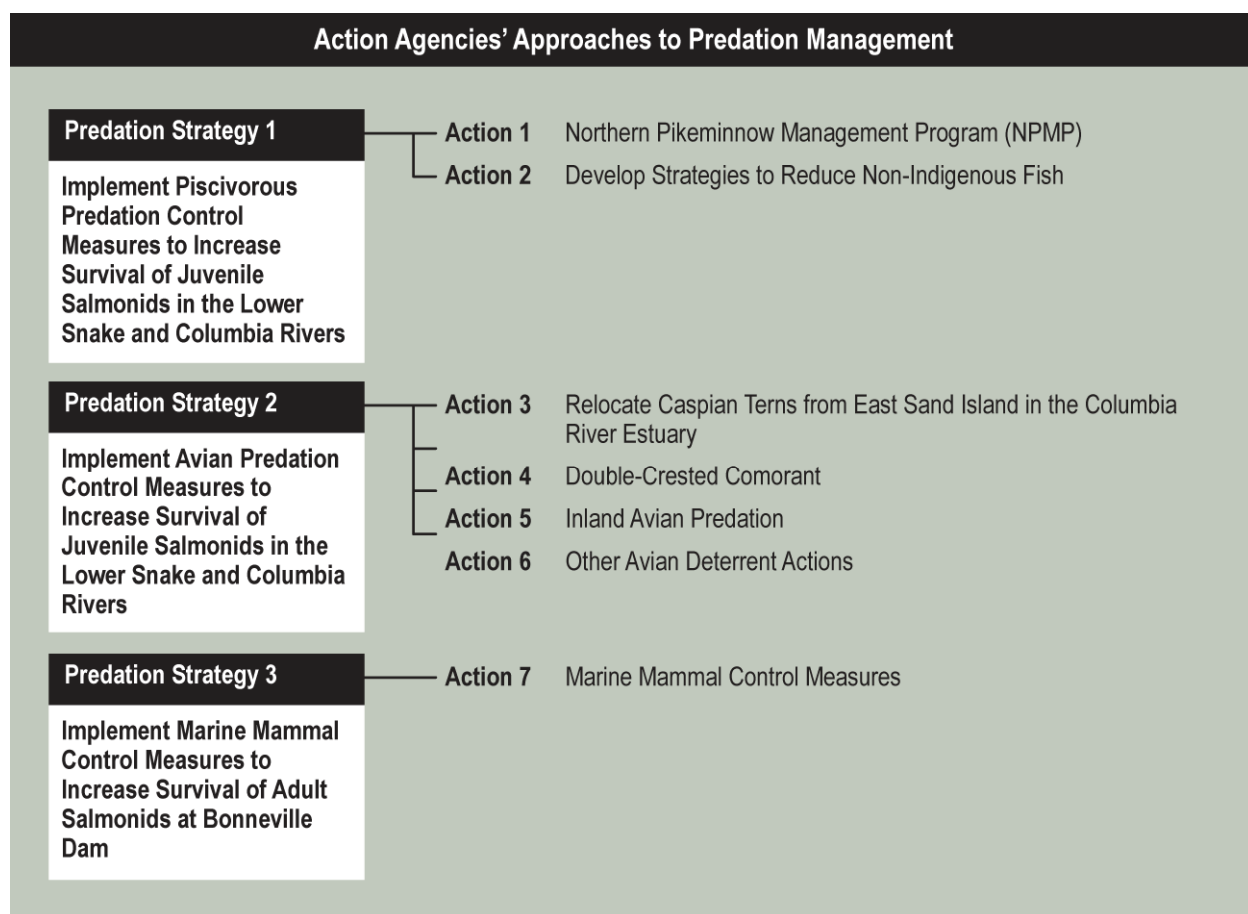 Action Agencies' Approaches to Predation Management
Predation Strategy 1
Implement Piscivorous
Predation Control
Measures to Increase
Survival of Juvenile
Salmonids in the Lower
Snake and Columbia Rivers
Action 1 Northern Pikeminnow Management Program (NPMP)
Action 2 Develop Strategies to Reduce Non-Indigenous Fish
Predation Strategy 2
Implement Avian Predation
Control Measures to
Increase Survival of
Juvenile Salmonids in the
Lower Snake and Columbia
Rivers
Action 3 Relocate Caspian Terns from East Sand Island in the Columbia
River Estuary
Action 4 Double-Crested Comorant
Action 5 Inland Avian Predation
Action 6 Other Avian Deterrent Actions
Predation Strategy 3
Implement Marine Mammal
Control Measures to
Increase Survival of Adult
Salmonids at Bonneville
Dam
Action 7 Marine Mammal Control Measures